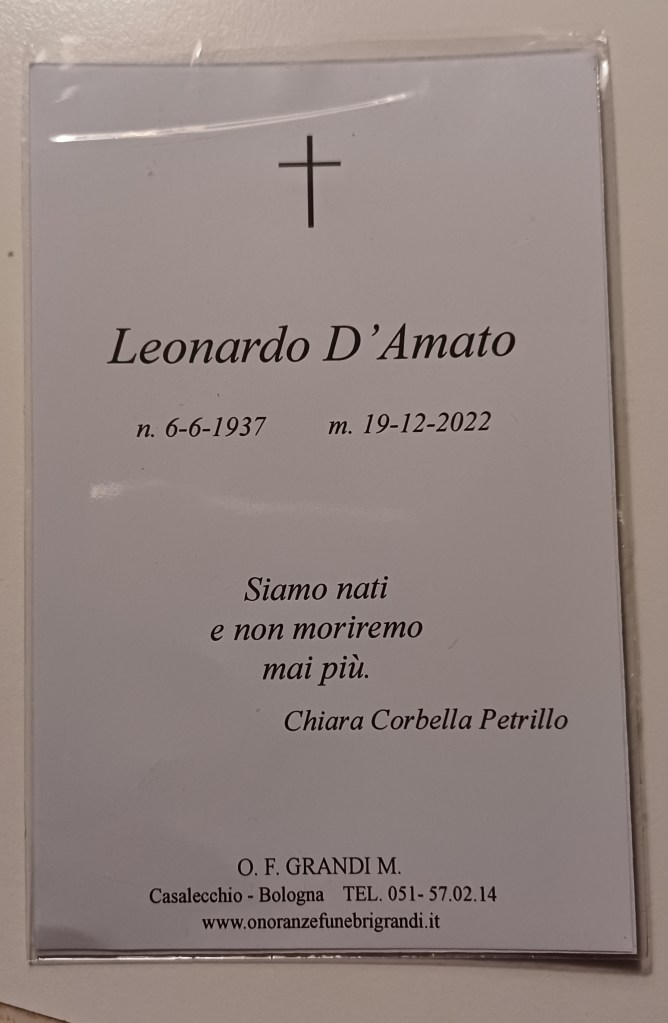 Leonardo D'Amato
n. 6-6-1937 m. 19-12-2022
Siamo nati
e non moriremo
mai più.
Chiara Corbella Petrillo
O. F. GRANDI M.
Casalecchio - Bologna TEL. 051- 57.02.14
www.onoranzefunebrigrandi.it